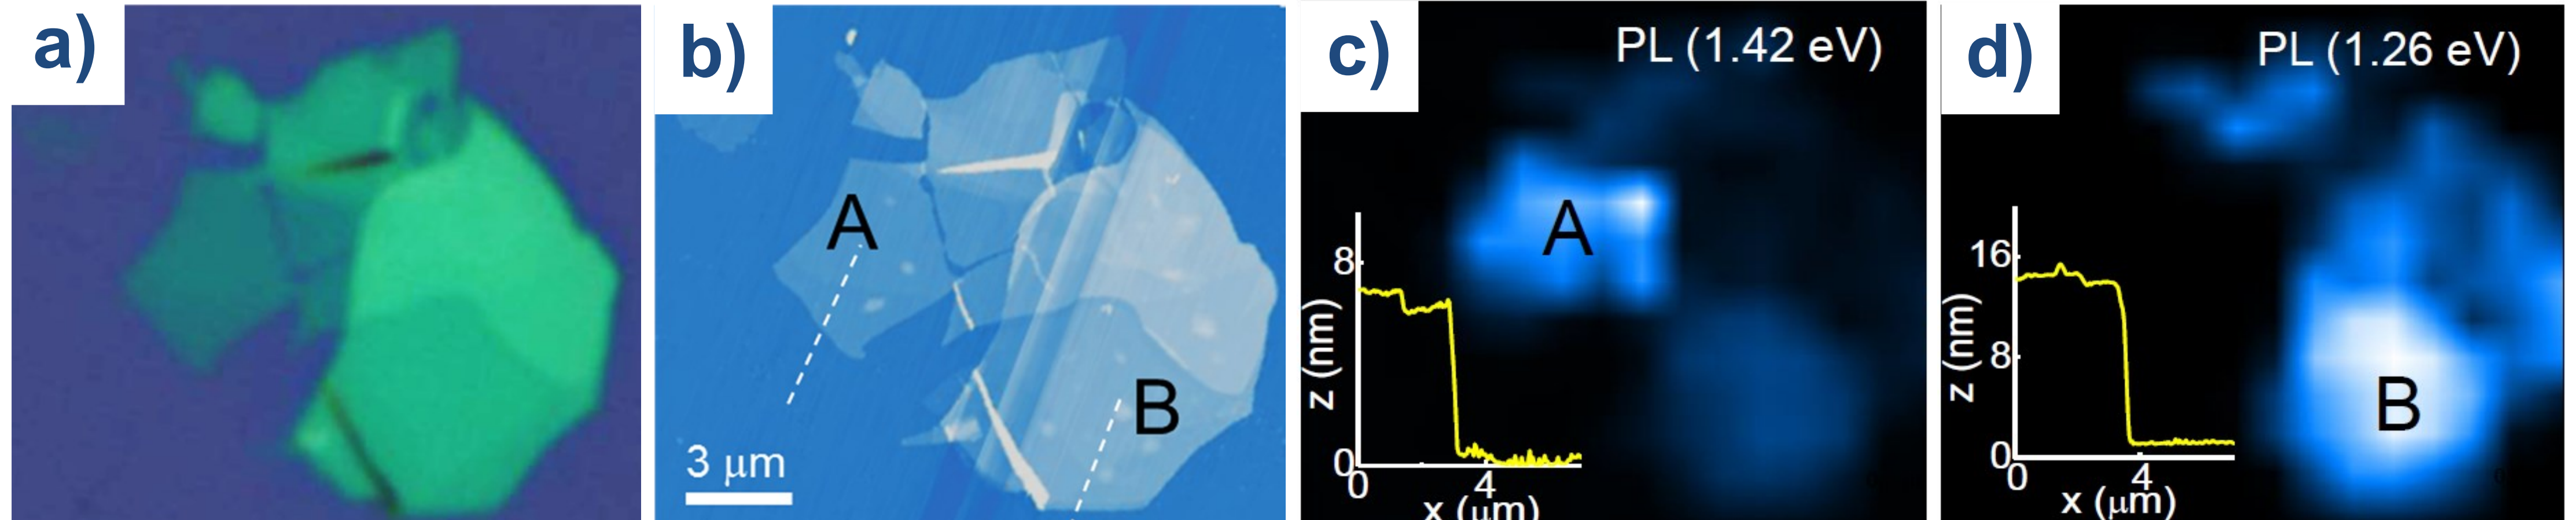 a)
b)
A
B
3 μm
c)
PL (1.42 eV)
A
8
0
z (nm)
0
4
x (μm)
d)
PL (1.26 eV)
B
16
8
0
z (nm)
0
4
x (μm)